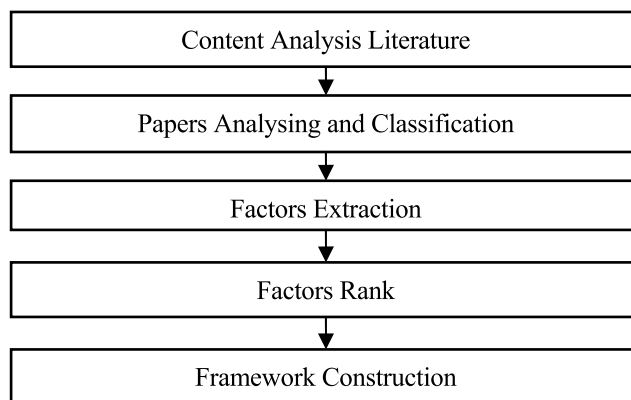 Content Analysis Literature
Papers Analysing and Classification
Factors Extraction
Factors Rank
Framework Construction